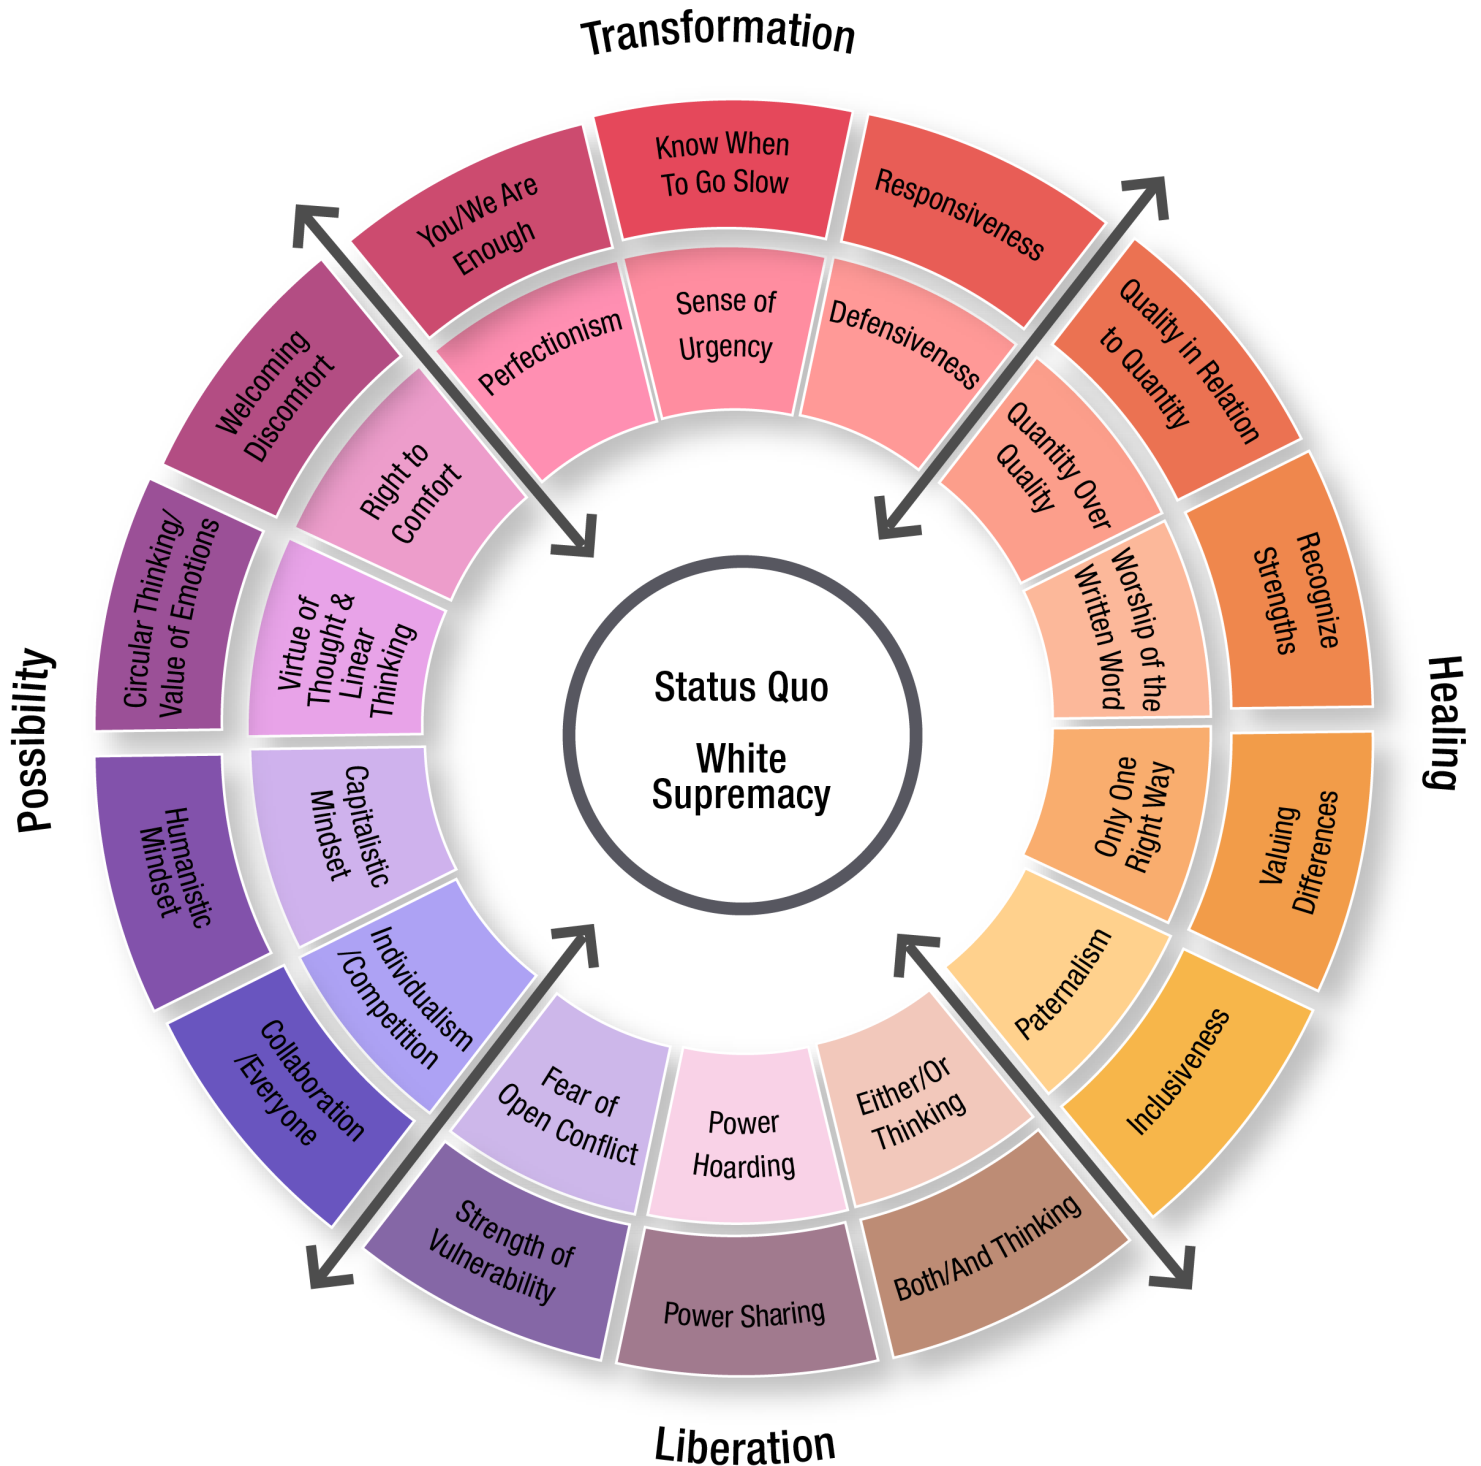 Transformation
Know When
To Go Slow
Responsiveness
Quality in Relation
to Quantity
Recognize
Strengths
Valuing
Differences
Inclusiveness
Both/And Thinking
Power Sharing
Strength of
Vulnerability
Collaboration
/Everyone
Humanistic
Mindset
Circular Thinking/
Value of Emotions
Welcoming
Discomfort
You/We Are
Enough
Sense of
Urgency
Defensiveness
Quantity Over
Quality
Worship of the
Written Word
Only One
Right Way
Paternalism
Either/Or
Thinking
Power
Hoarding
Fear of
Open Conflict
Individualism
/Competition
Capitalistic
Mindset
Virtue of
Thought &
Linear
Thinking
Right to
Comfort
Perfectionism
Status Quo
White
Supremacy
Possibility
Healing
Liberation